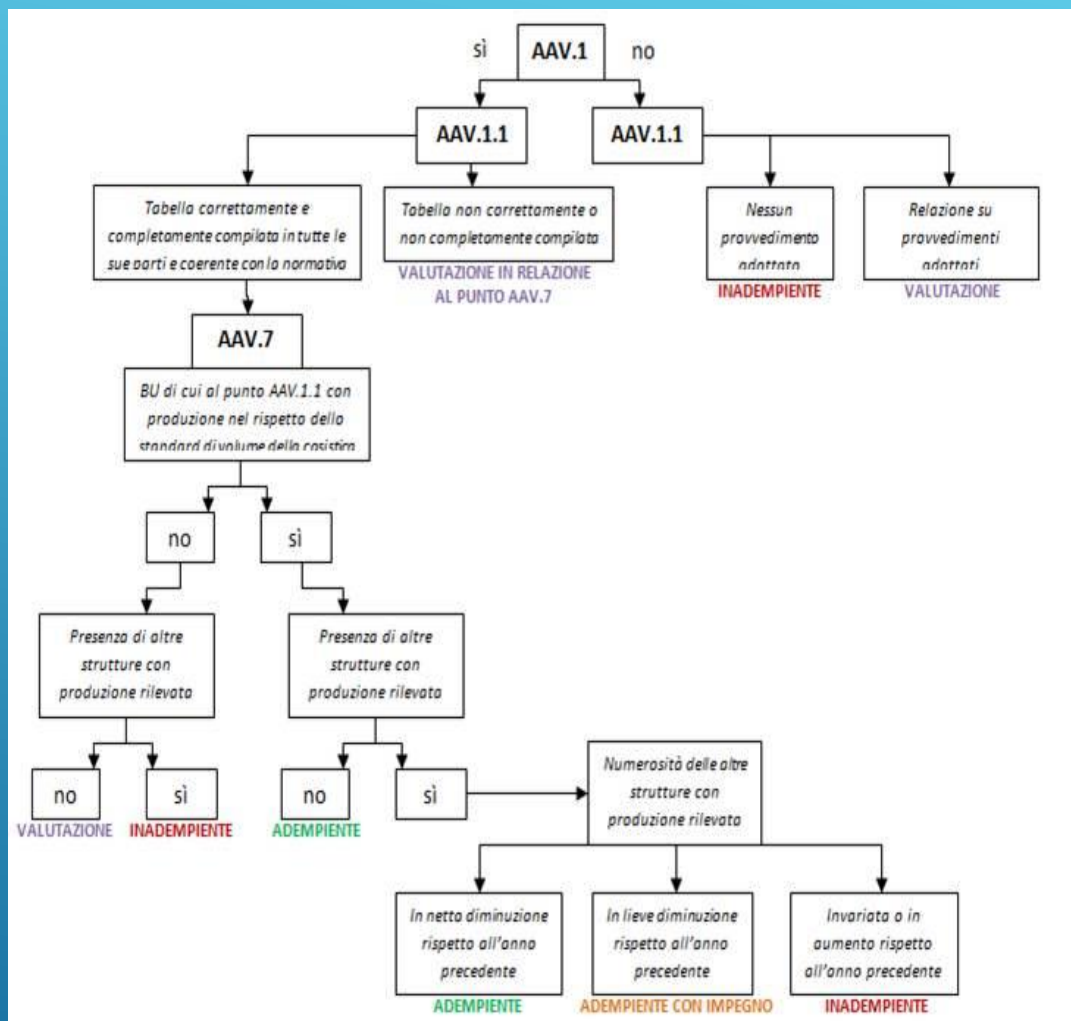 sì
AAV.1
no
AAV.1.1
AAV.1.1
Tabella correttamente e
completamente compilata in tutte le
sue parti e coerente con la normativa
Tabella non correttamente o
non completamente compilata
VALUTAZIONE IN RELAZIONE
AL PUNTO AAV.7
Nessun
provvedimento
adottato
INADEMPIENTE
Relazione su
provvedimenti
adottati
VALUTAZIONE
AAV.7
BU di cui al punto AAV.1.1 con
produzione nel rispetto dello
standard di volume della casistica
no
sì
Presenza di altre
strutture con
produzione rilevata
Presenza di altre
strutture con
produzione rilevata
no
VALUTAZIONE
sì
INADEMPIENTE
no
ADEMPIENTE
sì
Numerosità delle altre
strutture con
produzione rilevata
In netta diminuzione
rispetto all'anno
precedente
ADEMPIENTE
In lieve diminuzione
rispetto all'anno
precedente
ADEMPIENTE CON IMPEGNO
Invariata o in
aumento rispetto
all'anno precedente
INADEMPIENTE